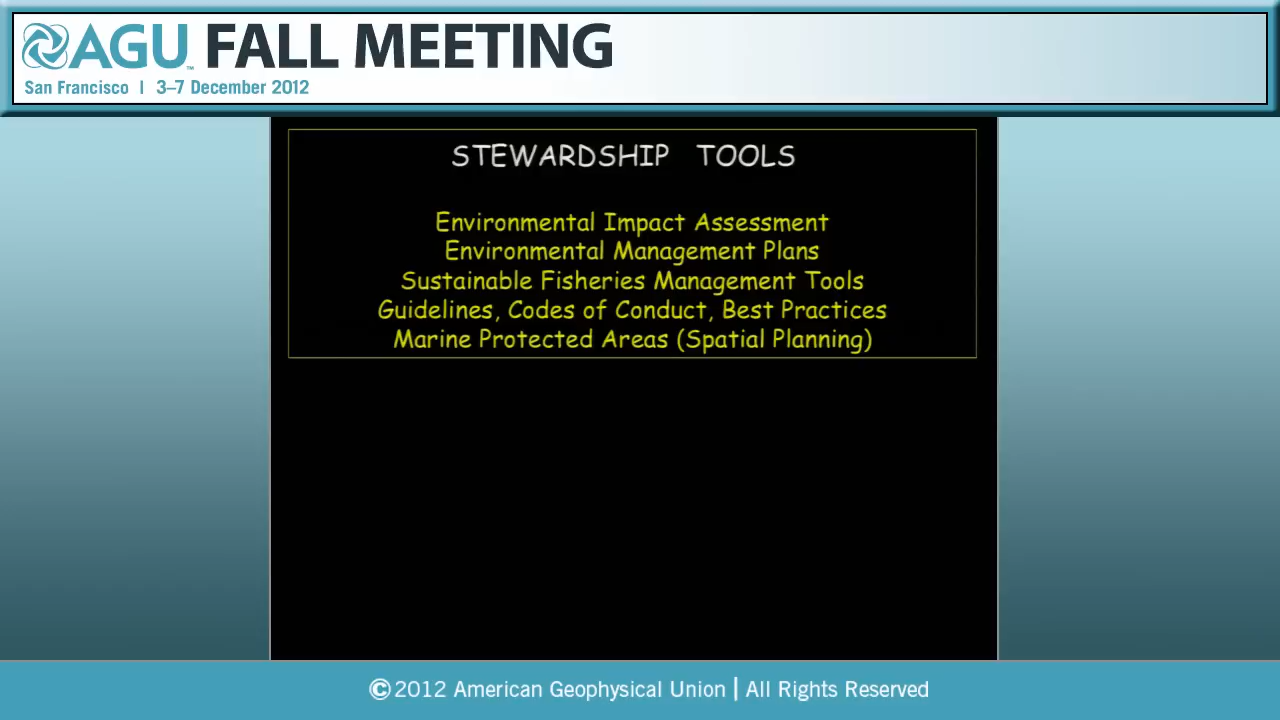 AGU FALL MEETING
San Francisco | 3–7 December 2012
STEWARDSHIP TOOLS
Environmental Impact Assessment
Environmental Management Plans
Sustainable Fisheries Management Tools
Guidelines, Codes of Conduct, Best Practices
Marine Protected Areas (Spatial Planning)
©2012 American Geophysical Union | All Rights Reserved